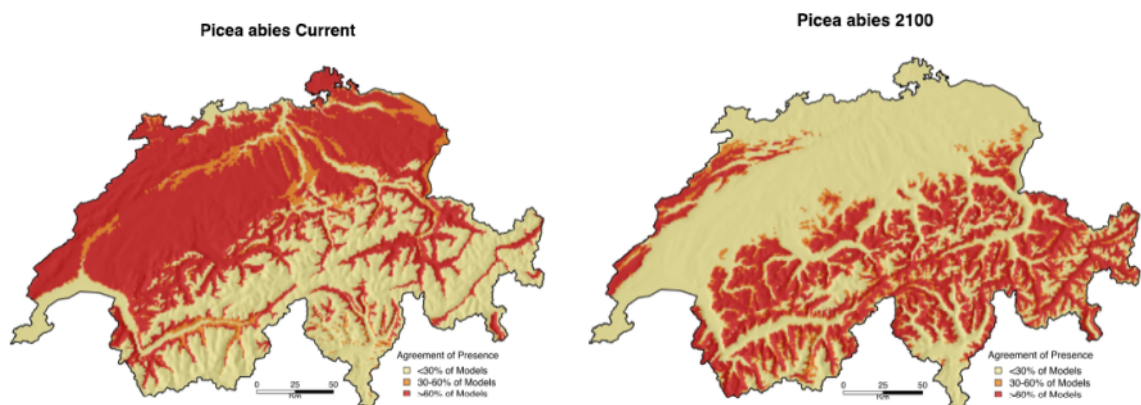 Picea abies Current
Agreement of Presence
<30% of Models
30-60% of Models
>60% of Models
0 25 50
Picea abies 2100
Agreement of Presence
<30% of Models
30-60% of Models
>60% of Models
0 25 50